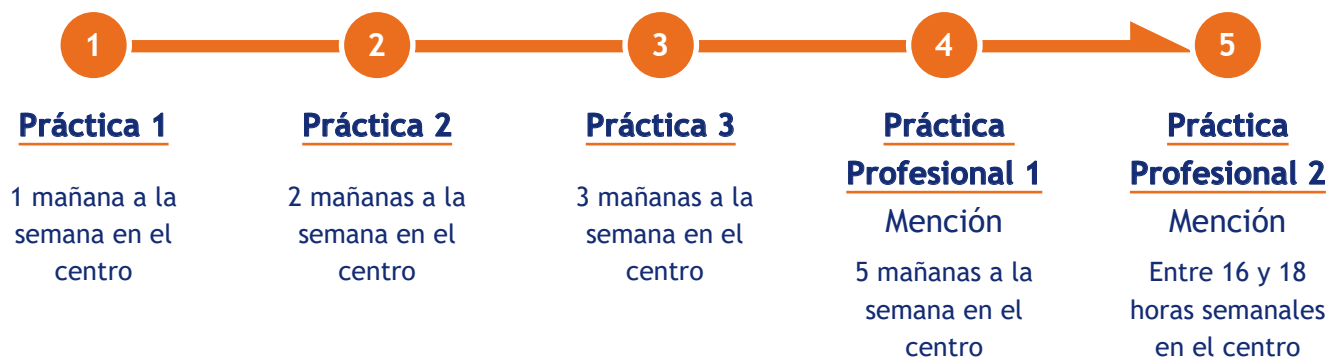 1
2
3
4
5
Práctica 1
1 mañana a la
semana en el
centro
Práctica 2
2 mañanas a la
semana en el
centro
Práctica 3
3 mañanas a la
semana en el
centro
Práctica
Profesional 1
Mención
5 mañanas a la
semana en el
centro
Práctica
Profesional 2
Mención
Entre 16 y 18
horas semanales
en el centro